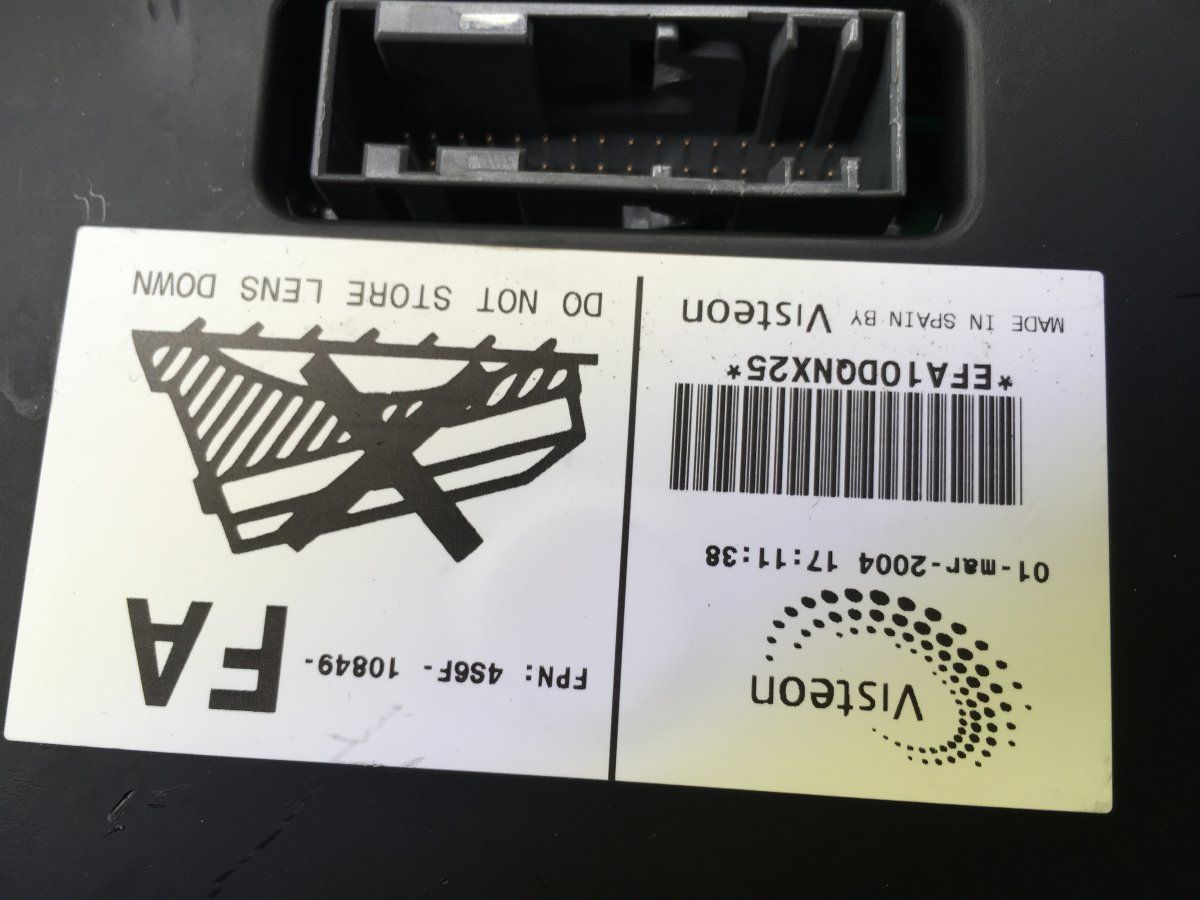 Visteon
01-mar-2004 17:11:38
*EFA10DQNX25*
MADE IN SPAIN BY Visteon
FPN: 4S6F- 10849-
FA
DO NOT STORE LENS DOWN